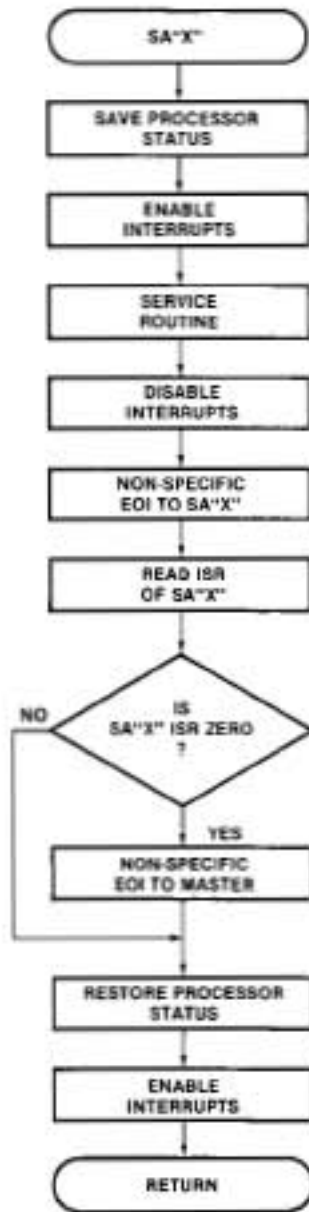 SA"X"
SAVE PROCESSOR
STATUS
ENABLE
INTERRUPTS
SERVICE
ROUTINE
DISABLE
INTERRUPTS
NON-SPECIFIC
EOI TO SA"X"
READ ISR
OF SA"X"
IS
SA"X" ISR ZERO
?
NO
YES
NON-SPECIFIC
EOI TO MASTER
RESTORE PROCESSOR
STATUS
ENABLE
INTERRUPTS
RETURN